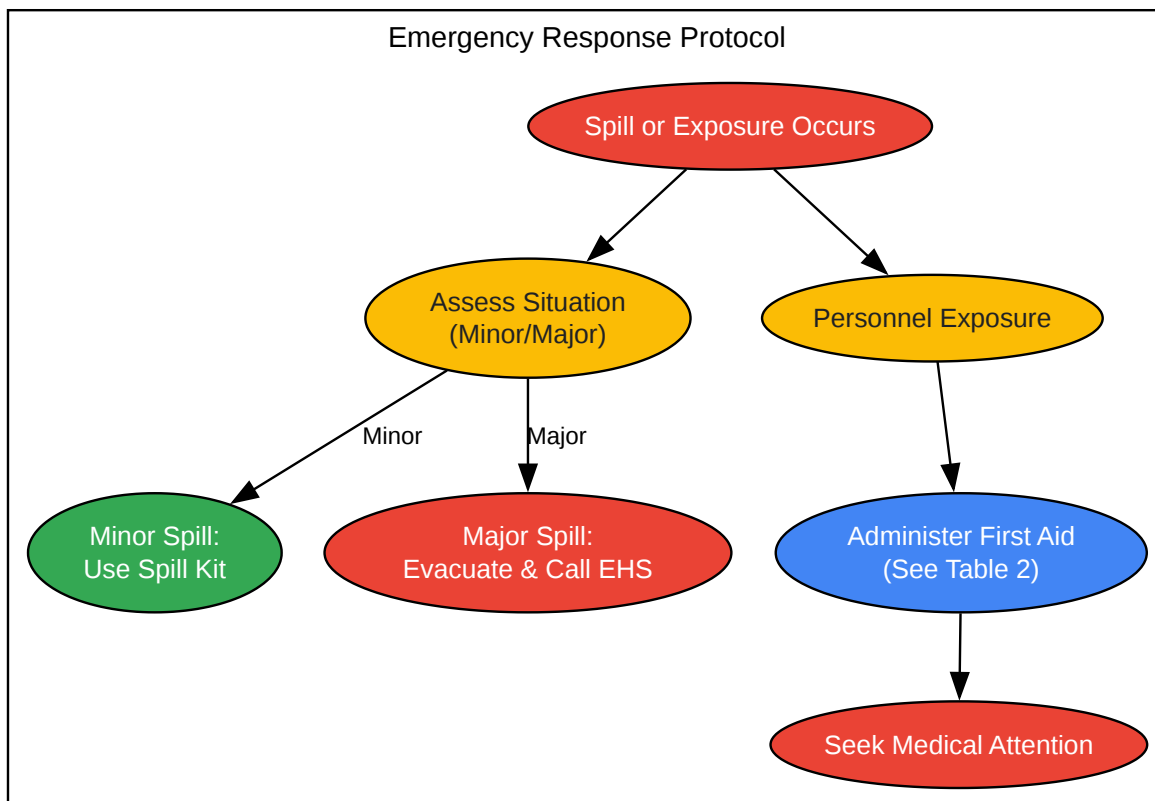 Emergency Response Protocol
Spill or Exposure Occurs
Assess Situation
(Minor/Major)
Personnel Exposure
Minor
Major
Minor Spill:
Use Spill Kit
Major Spill:
Evacuate & Call EHS
Administer First Aid
(See Table 2)
Seek Medical Attention